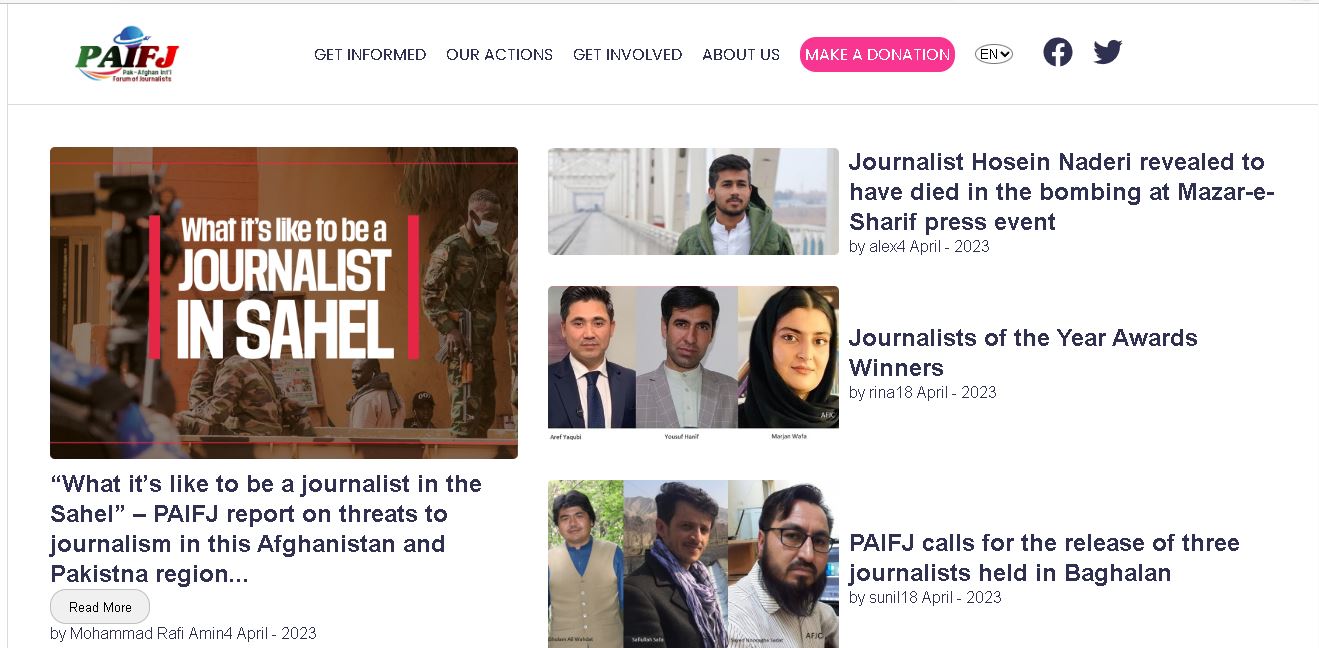 PAIFJ
Pak-Afghan Int'l
Forum of Journalists
GET INFORMED
OUR ACTIONS
GET INVOLVED
ABOUT US
MAKE A DONATION
EN
What it's like to be a
JOURNALIST
IN SAHEL
“What it’s like to be a journalist in the
Sahel” – PAIFJ report on threats to
journalism in this Afghanistan and
Pakistna region...
Read More
by Mohammad Rafi Amin4 April - 2023
Journalist Hosein Naderi revealed to
have died in the bombing at Mazar-e-
Sharif press event
by alex4 April - 2023
AFJC
Aref Yaqubi
Yousuf Hanif
Marjan Wafa
Journalists of the Year Awards
Winners
by rina18 April - 2023
Gholam Ali Wahdat
Safiullah Safa
Sayed Nooragha Sadat
AFJC
PAIFJ calls for the release of three
journalists held in Baghalan
by sunil18 April - 2023